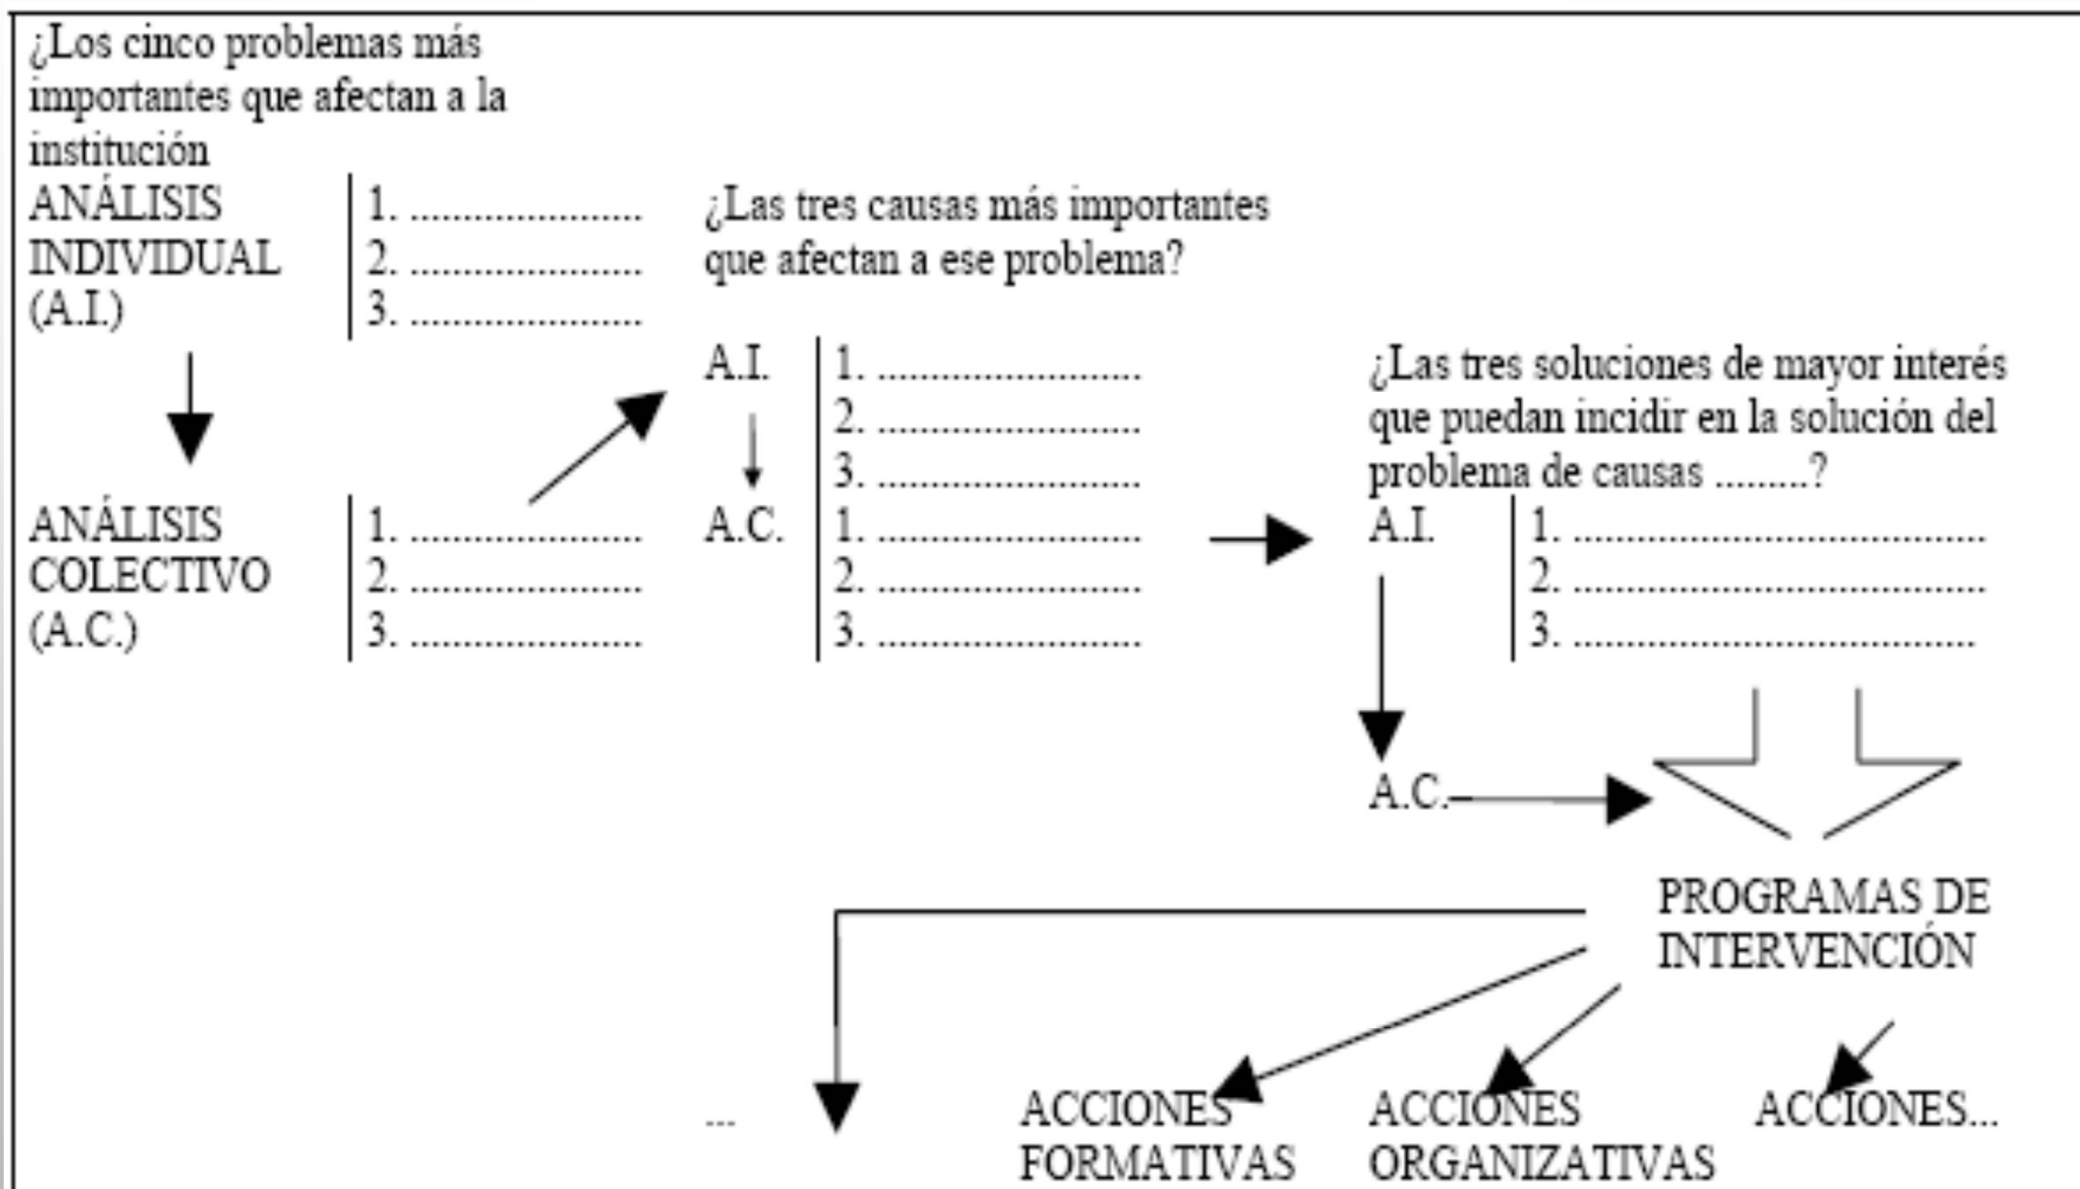 ¿Los cinco problemas más
importantes que afectan a la
institución
ANÁLISIS
INDIVIDUAL
(A.I.)
1. ......................
2. ......................
3. ......................
ANÁLISIS
COLECTIVO
(A.C.)
1. ......................
2. ......................
3. ......................
¿Las tres causas más importantes
que afectan a ese problema?
A.I.
1. .........................
2. .........................
3. .........................
A.C.
1. .........................
2. .........................
3. .........................
¿Las tres soluciones de mayor interés
que puedan incidir en la solución del
problema de causas .........?
A.I.
1. .......................................
2. .......................................
3. ......................................
A.C.
PROGRAMAS DE
INTERVENCIÓN
...
ACCIONES
FORMATIVAS
ACCIONES
ORGANIZATIVAS
ACCIONES...